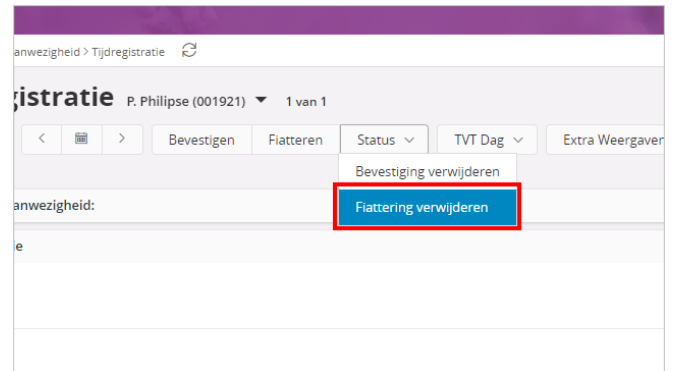 anwezigheid > Tijdregistratie
istratie P. Philipse (001921) 1 van 1
< > Bevestigen Fiatteren Status TVT Dag Extra Weergaven
Bevestiging verwijderen
anwezigheid:
Fiattering verwijderen
e